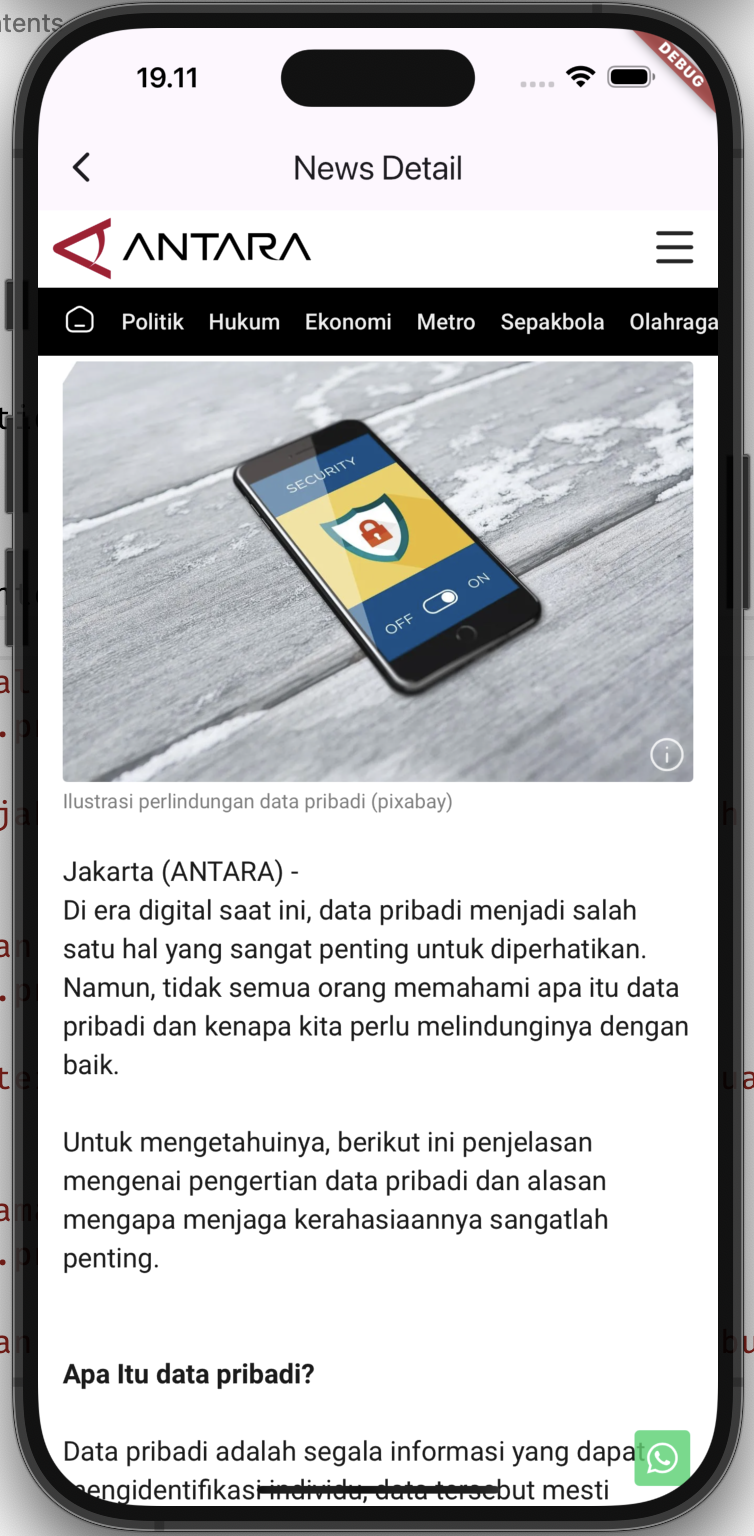 tents
19.11
DEBUG
News Detail
ANTARA
Politik Hukum Ekonomi Metro Sepakbola Olahraga
SECURITY
OFF ON
Ilustrasi perlindungan data pribadi (pixabay)
Jakarta (ANTARA) -
Di era digital saat ini, data pribadi menjadi salah
satu hal yang sangat penting untuk diperhatikan.
Namun, tidak semua orang memahami apa itu data
pribadi dan kenapa kita perlu melindunginya dengan
baik.
Untuk mengetahuinya, berikut ini penjelasan
mengenai pengertian data pribadi dan alasan
mengapa menjaga kerahasiaannya sangatlah
penting.
Apa Itu data pribadi?
Data pribadi adalah segala informasi yang dapat
mengidentifikasi individu, data tersebut mesti